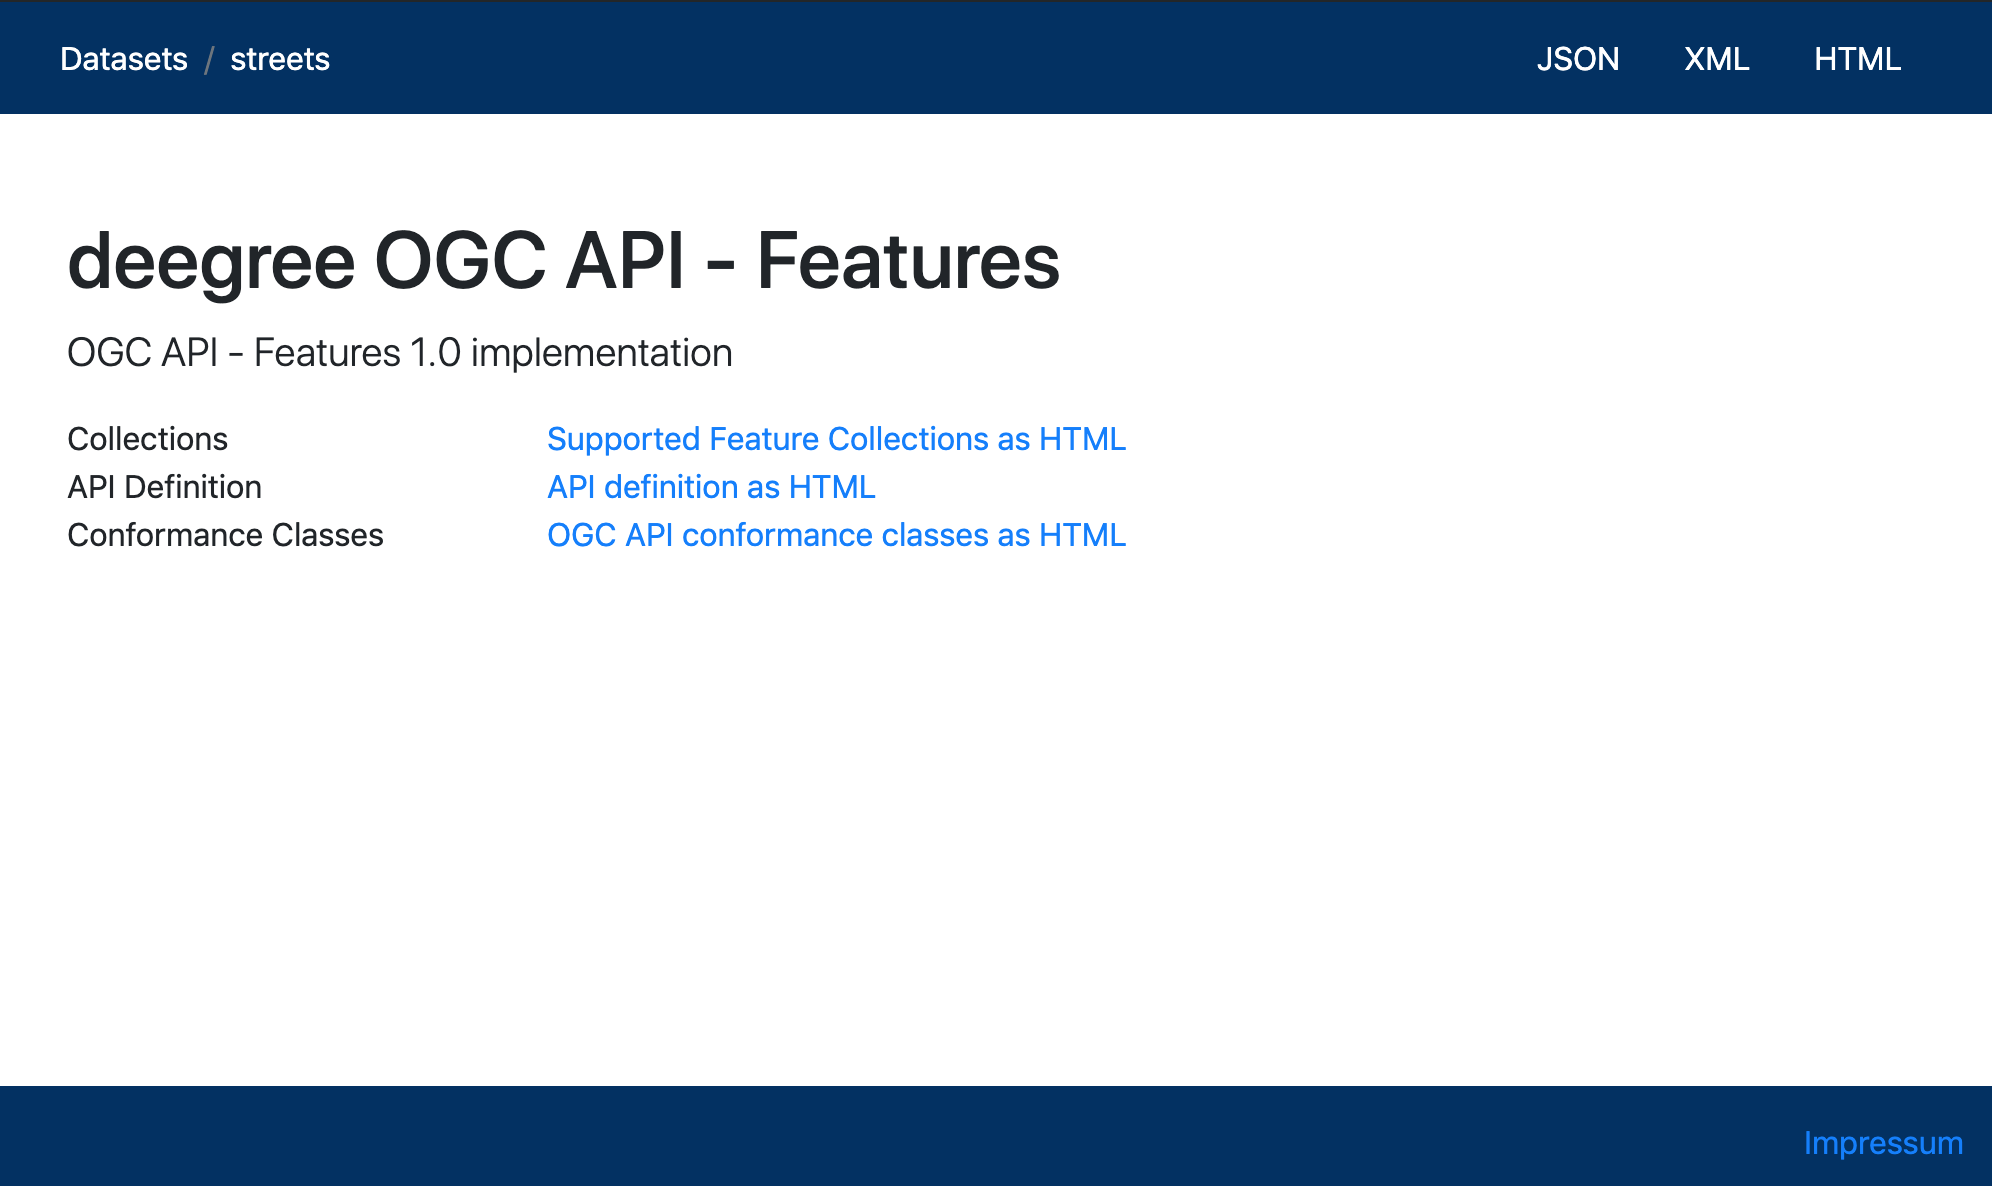 Datasets / streets JSON XML HTML
deegree OGC API - Features
OGC API - Features 1.0 implementation
Collections Supported Feature Collections as HTML
API Definition API definition as HTML
Conformance Classes OGC API conformance classes as HTML
Impressum